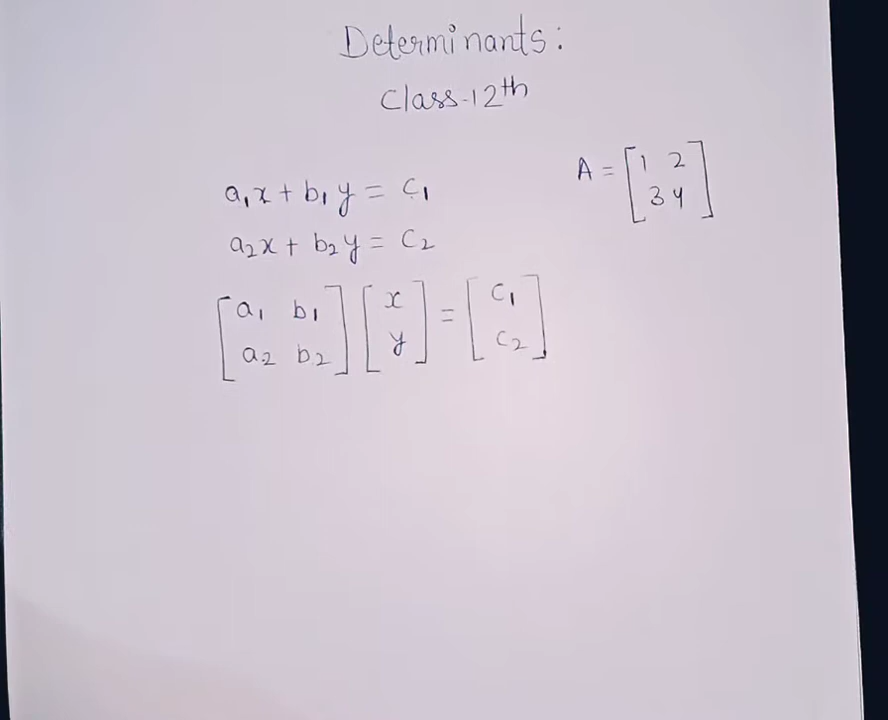 Determinants:
Class-12th
a₁x + b₁y = c₁
a₂x + b₂y = c₂
A = [1 2
3 4]
[a₁ b₁] [x] = [c₁]
[a₂ b₂] [y] [c₂]